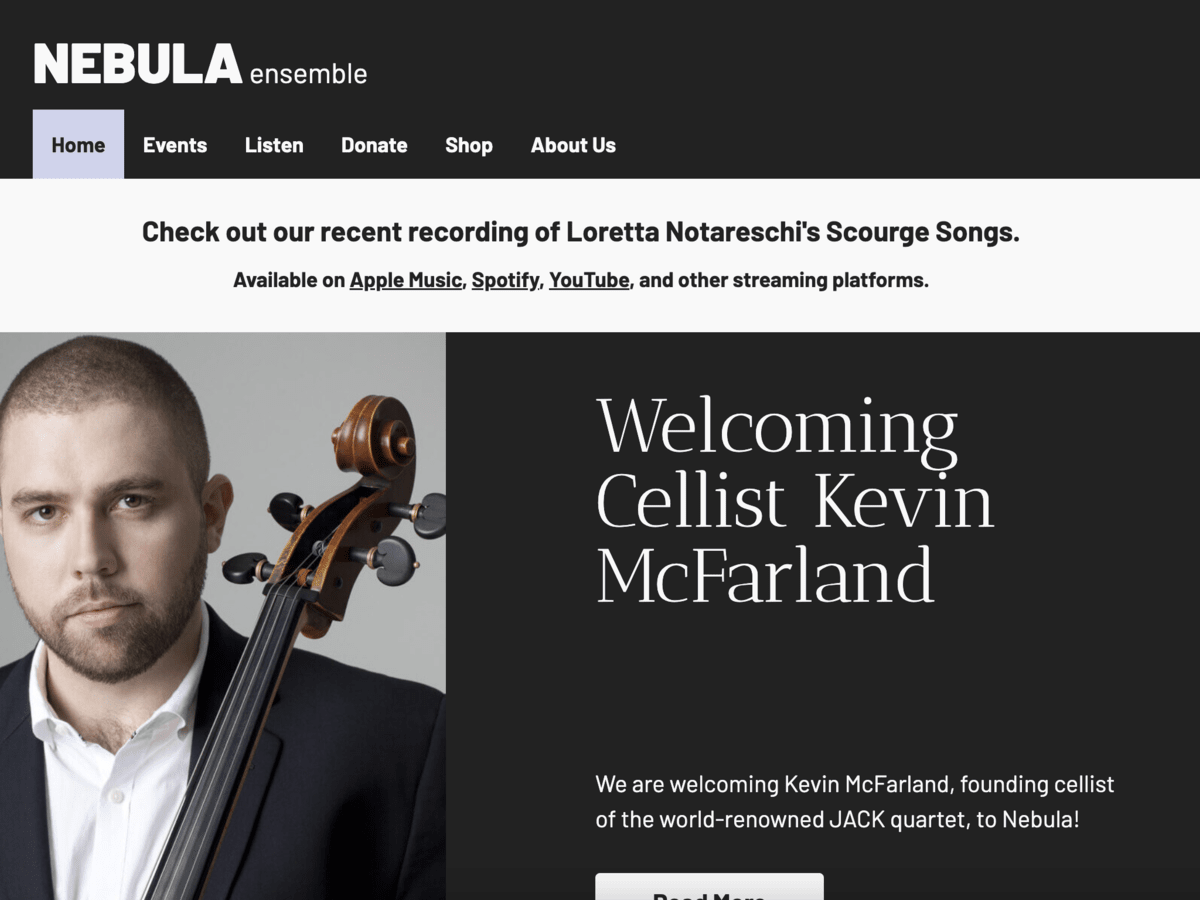 NEBULA ensemble
Home Events Listen Donate Shop About Us
Check out our recent recording of Loretta Notareschi's Scourge Songs.
Available on Apple Music, Spotify, YouTube, and other streaming platforms.
Welcoming
Cellist Kevin
McFarland
We are welcoming Kevin McFarland, founding cellist
of the world-renowned JACK quartet, to Nebula!
Read More